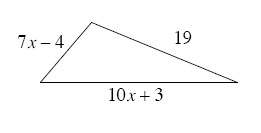 19
7x – 4
10x + 3